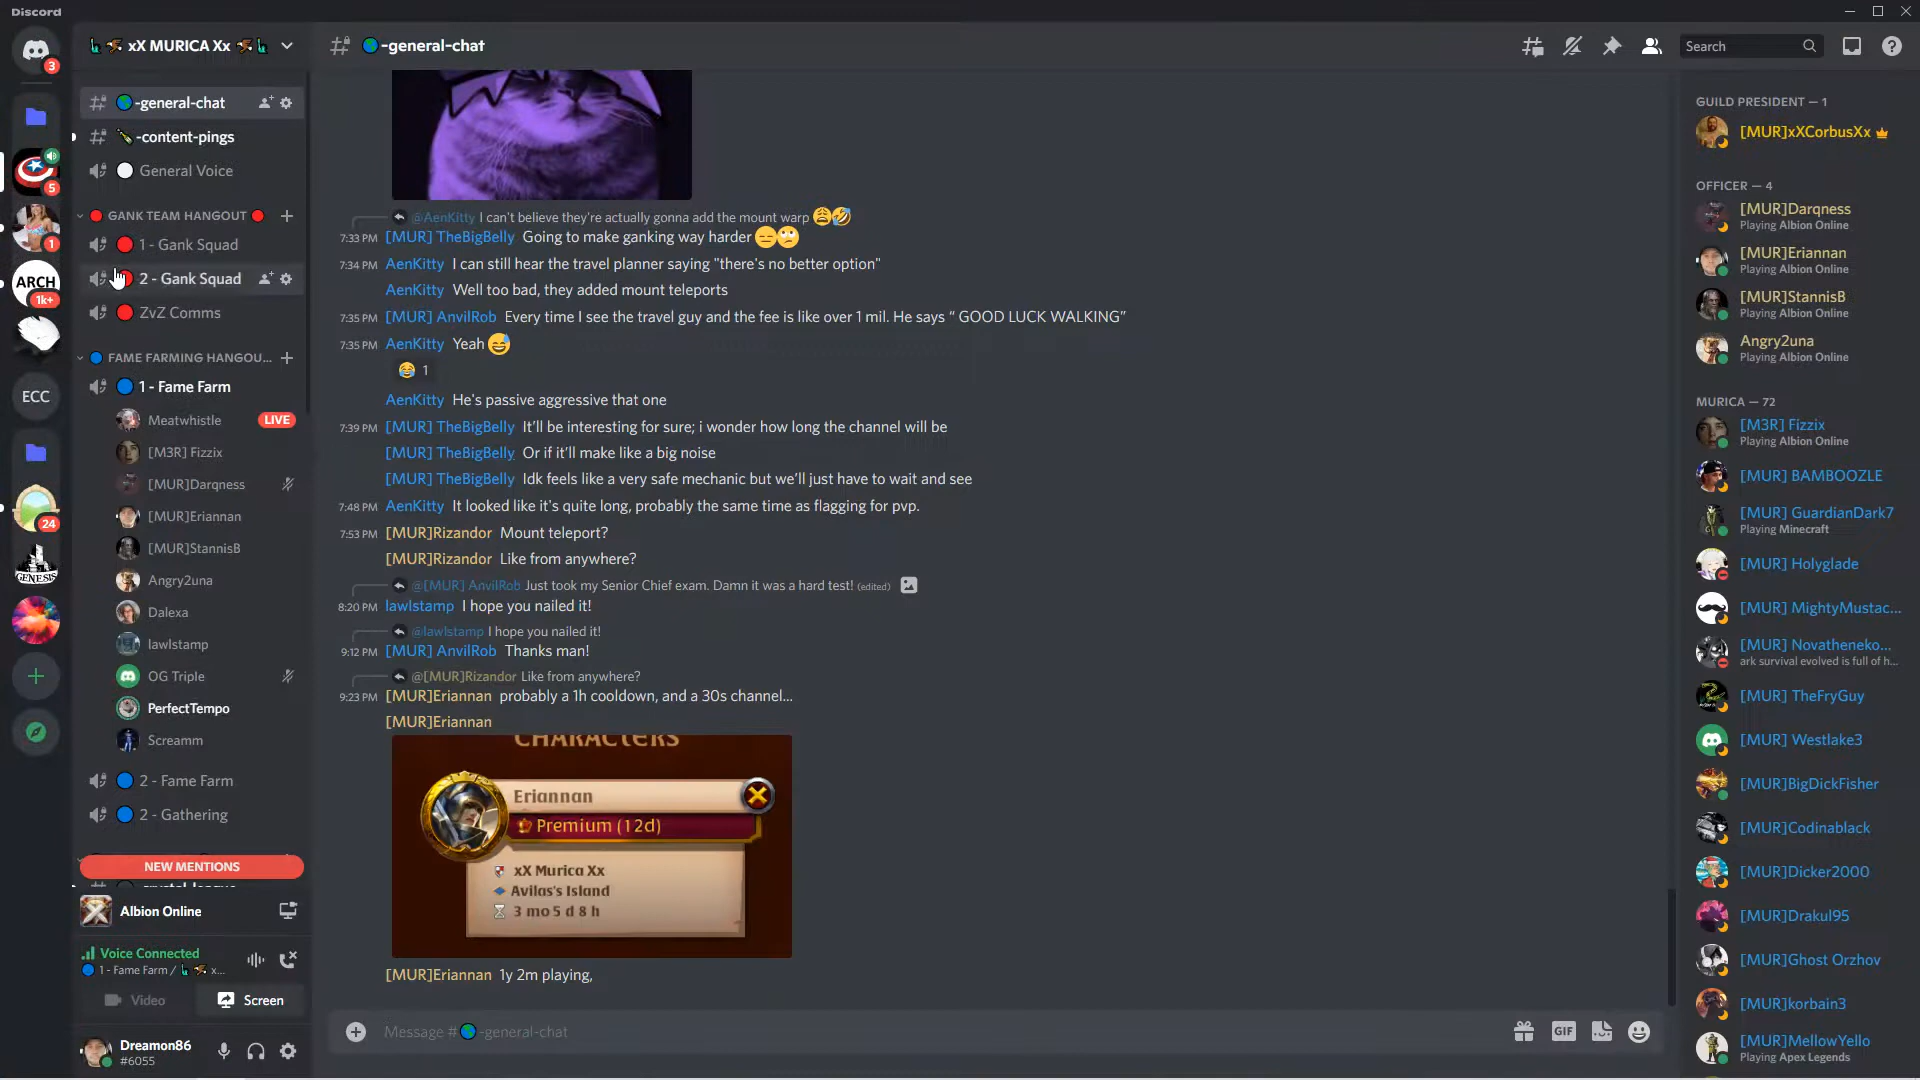 Discord
xX MURICA Xx
-general-chat
Search
3
-general-chat
-content-pings
General Voice
5
GANK TEAM HANGOUT
1 - Gank Squad
1
2 - Gank Squad
ARCH
1k+
ZvZ Comms
FAME FARMING HANGOU...
1 - Fame Farm
ECC
Meatwhistle
LIVE
[M3R] Fizzix
[MUR]Darqness
[MUR]Eriannan
24
[MUR]StannisB
GENESIS
Angry2una
Dalexa
lawlstamp
OG Triple
PerfectTempo
Screamm
2 - Fame Farm
2 - Gathering
NEW MENTIONS
Albion Online
Voice Connected
1 - Fame Farm / x...
Video
Screen
Dreamon86
#6055
@AenKitty I can't believe they're actually gonna add the mount warp 😩🤣
7:33 PM [MUR] TheBigBelly Going to make ganking way harder 😑🙄
7:34 PM AenKitty I can still hear the travel planner saying "there's no better option"
AenKitty Well too bad, they added mount teleports
7:35 PM [MUR] AnvilRob Every time I see the travel guy and the fee is like over 1 mil. He says “ GOOD LUCK WALKING”
7:35 PM AenKitty Yeah 😅
😂 1
AenKitty He's passive aggressive that one
7:39 PM [MUR] TheBigBelly It’ll be interesting for sure; i wonder how long the channel will be
[MUR] TheBigBelly Or if it’ll make like a big noise
[MUR] TheBigBelly Idk feels like a very safe mechanic but we’ll just have to wait and see
7:48 PM AenKitty It looked like it's quite long, probably the same time as flagging for pvp.
7:53 PM [MUR]Rizandor Mount teleport?
[MUR]Rizandor Like from anywhere?
@[MUR] AnvilRob Just took my Senior Chief exam. Damn it was a hard test! (edited)
8:20 PM lawlstamp I hope you nailed it!
@lawlstamp I hope you nailed it!
9:12 PM [MUR] AnvilRob Thanks man!
@[MUR]Rizandor Like from anywhere?
9:23 PM [MUR]Eriannan probably a 1h cooldown, and a 30s channel...
[MUR]Eriannan
CHARACTERS
Eriannan
Premium (12d)
xX Murica Xx
Avilas's Island
3 mo 5 d 8 h
[MUR]Eriannan 1y 2m playing,
Message # -general-chat
GIF
GUILD PRESIDENT — 1
[MUR]xXCorbusXx
OFFICER — 4
[MUR]Darqness
Playing Albion Online
[MUR]Eriannan
Playing Albion Online
[MUR]StannisB
Playing Albion Online
Angry2una
Playing Albion Online
MURICA — 72
[M3R] Fizzix
Playing Albion Online
[MUR] BAMBOOZLE
[MUR] GuardianDark7
Playing Minecraft
[MUR] Holyglade
[MUR] MightyMustac...
[MUR] Novatheneko...
ark survival evolved is full of h...
[MUR] TheFryGuy
[MUR] Westlake3
[MUR]BigDickFisher
[MUR]Codinablack
[MUR]Dicker2000
[MUR]Drakul95
[MUR]Ghost Orzhov
[MUR]korbain3
[MUR]MellowYello
Playing Apex Legends